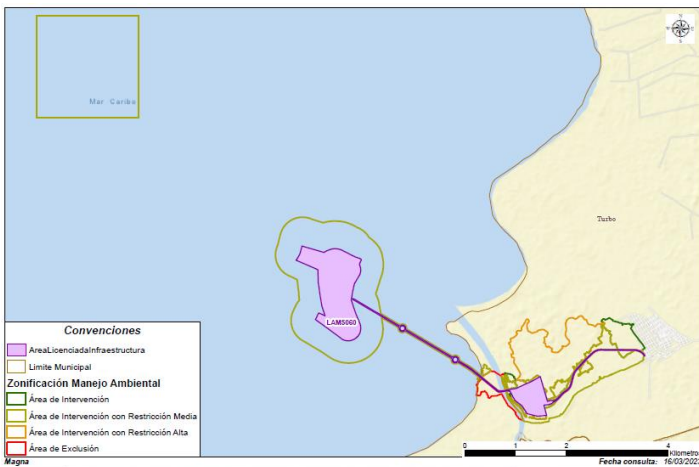 Mar Caribe
Turbo
LAM5060
Convenciones
AreaLicenciadaInfraestructura
Limite Municipal
Zonificación Manejo Ambiental
Área de Intervención
Área de Intervención con Restricción Media
Área de Intervención con Restricción Alta
Área de Exclusión
0 1 2 4
Kilometro
Magna
Fecha consulta: 16/03/202